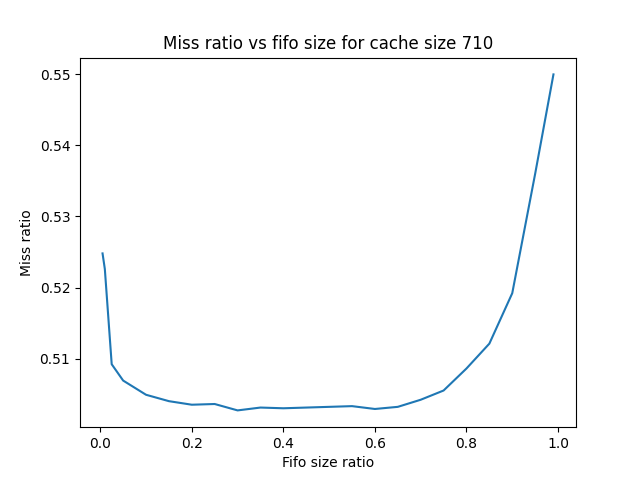 Miss ratio vs fifo size for cache size 710
0.55
0.54
0.53
0.52
0.51
Miss ratio
0.0 0.2 0.4 0.6 0.8 1.0
Fifo size ratio